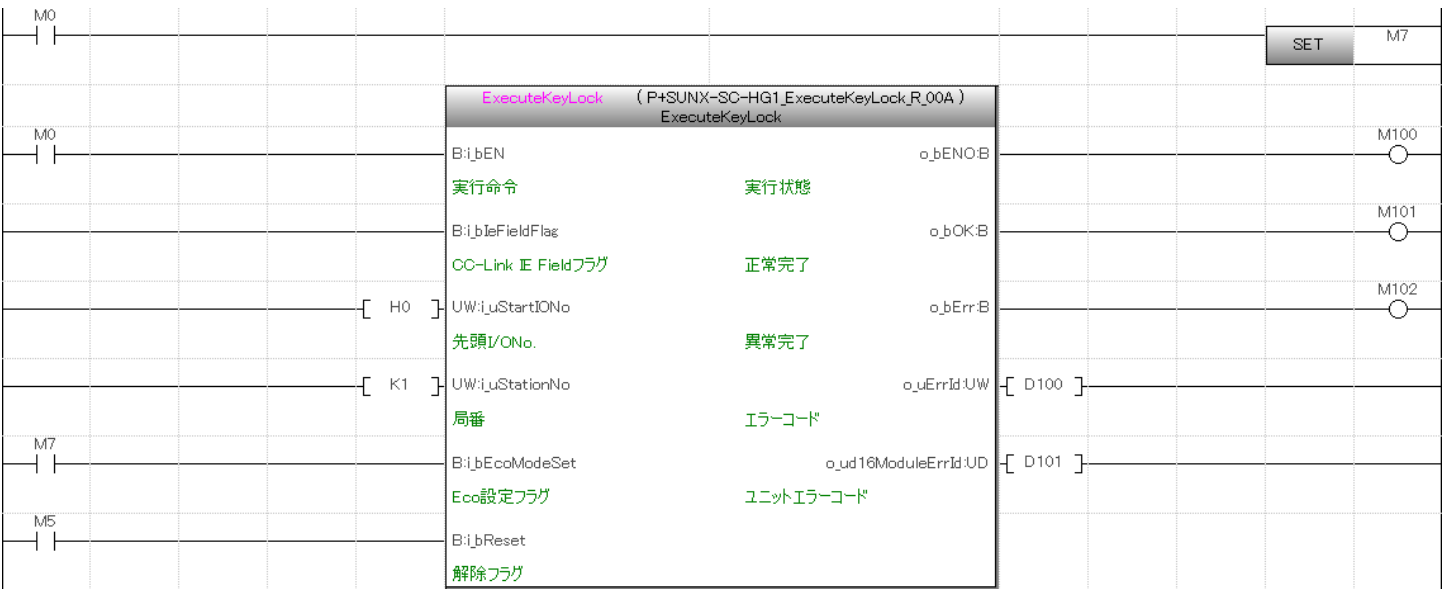 M0
SET M7
ExecuteKeyLock (P+SUNX-SC-HG1_ExecuteKeyLock_R_00A)
ExecuteKeyLock
M0 M100
B:i_bEN o_bENO:B
実行命令 実行状態
M101
B:i_bIeFieldFlag o_bOK:B
CC-Link IE Fieldフラグ 正常完了
M102
H0 UW:i_uStartIONo o_bErr:B
先頭I/ONo. 異常完了
K1 UW:i_uStationNo o_uErrId:UW D100
局番 エラーコード
M7
B:i_bEcoModeSet o_ud16ModuleErrId:UD D101
Eco設定フラグ ユニットエラーコード
M5
B:i_bReset
解除フラグ